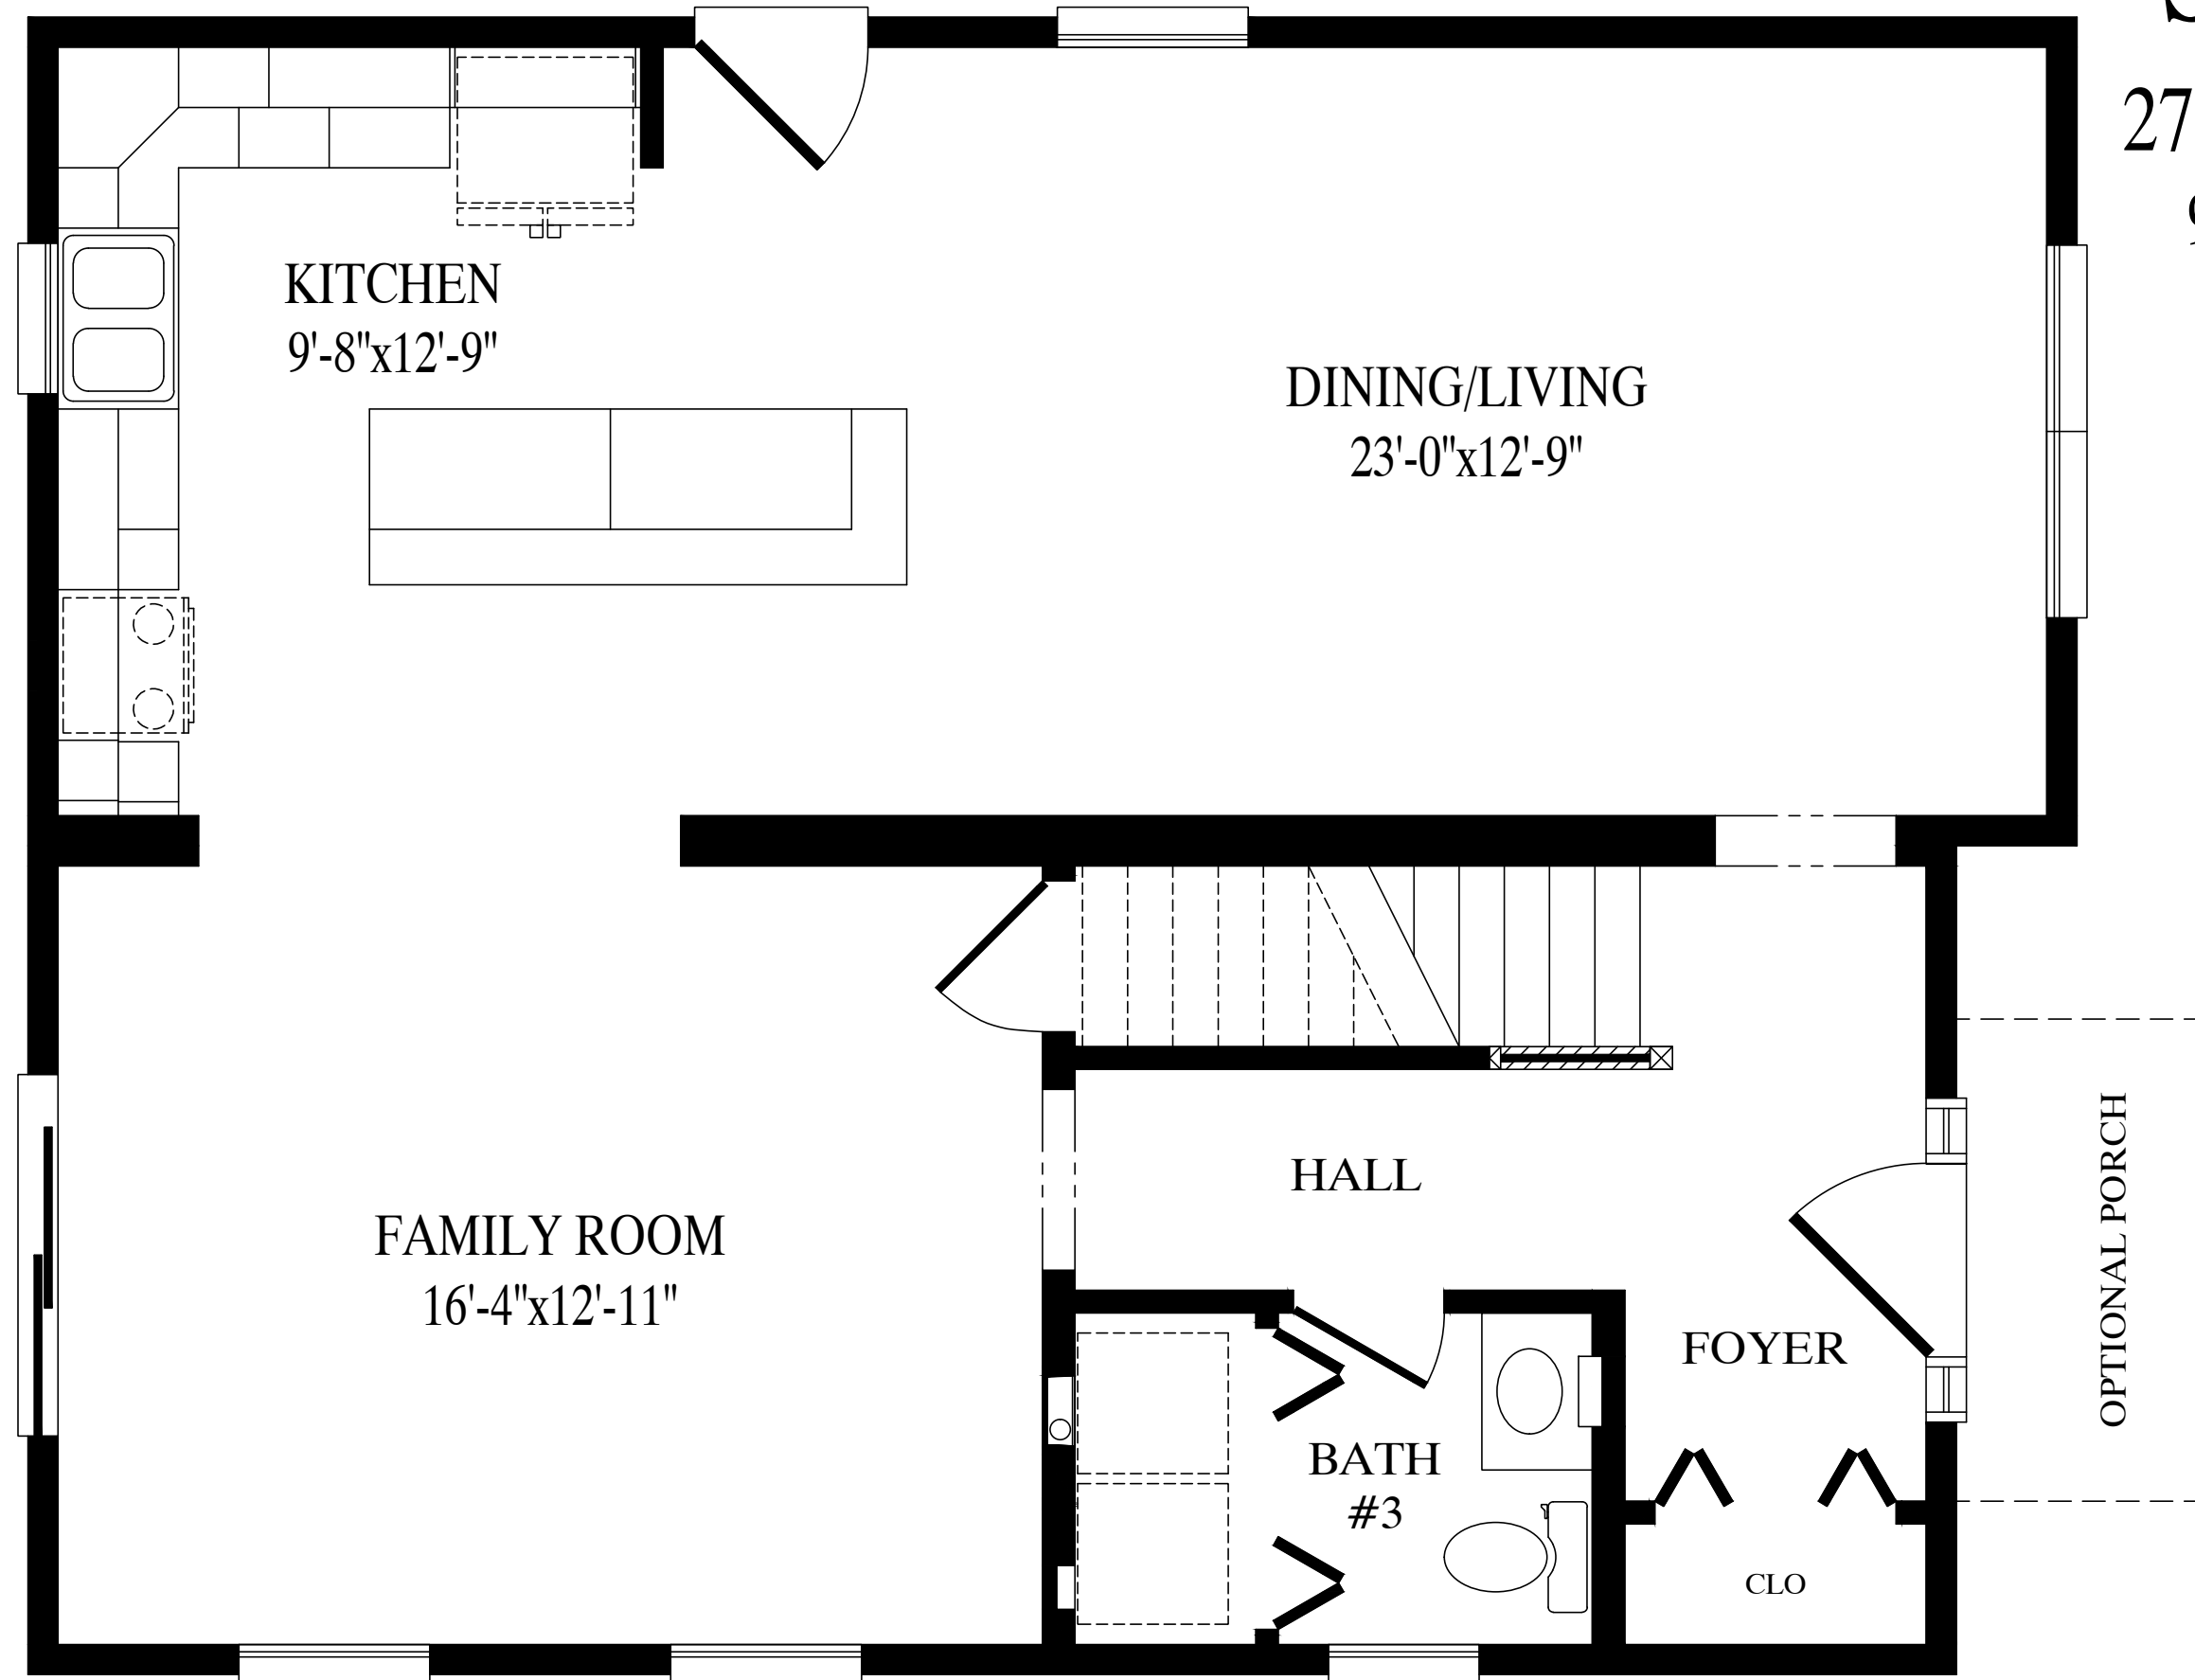 27
KITCHEN
9'-8"x12'-9"
DINING/LIVING
23'-0"x12'-9"
HALL
OPTIONAL PORCH
FAMILY ROOM
16'-4"x12'-11"
FOYER
BATH
#3
CLO